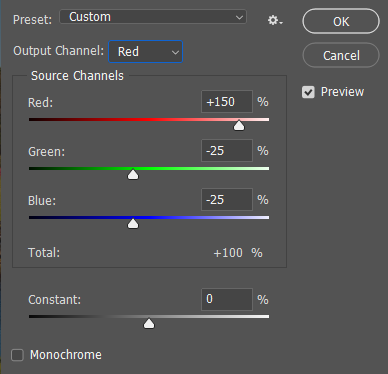 Preset: Custom OK
Output Channel: Red Cancel
Source Channels Preview
Red: +150 %
Green: -25 %
Blue: -25 %
Total: +100 %
Constant: 0 %
Monochrome